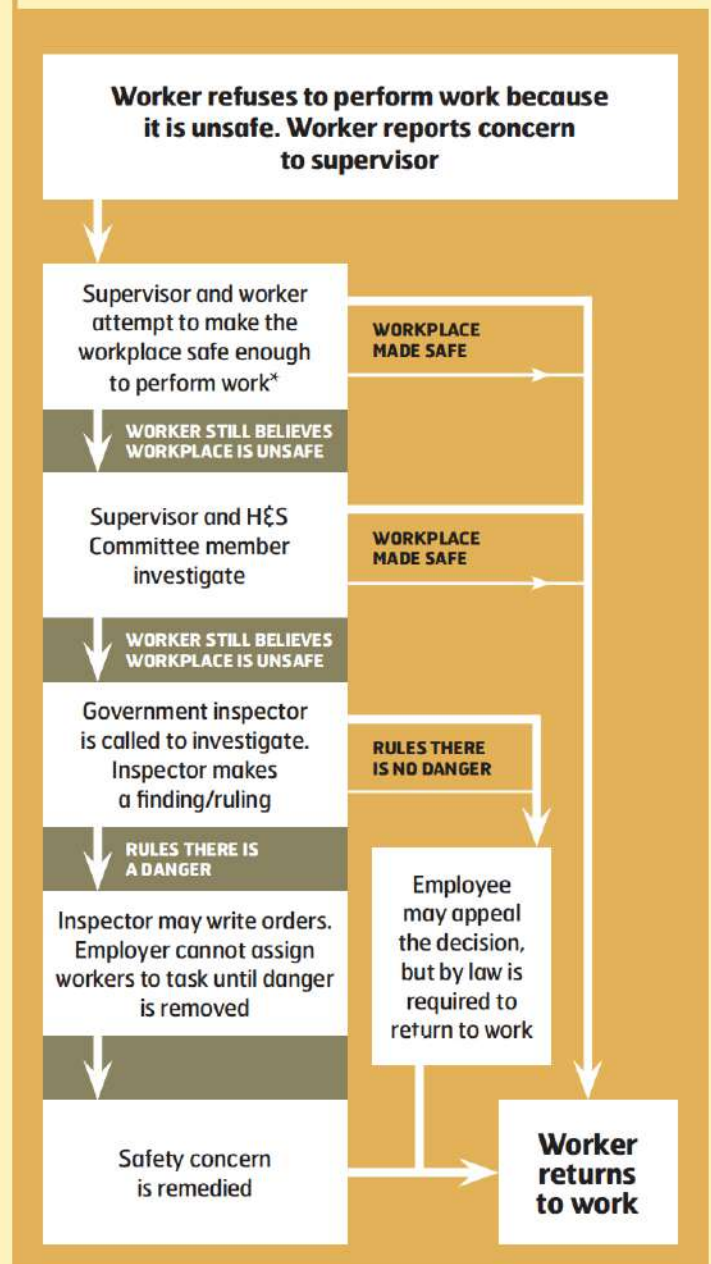 Worker refuses to perform work because
it is unsafe. Worker reports concern
to supervisor
Supervisor and worker
attempt to make the
workplace safe enough
to perform work*
WORKPLACE
MADE SAFE
WORKER STILL BELIEVES
WORKPLACE IS UNSAFE
Supervisor and H&S
Committee member
investigate
WORKPLACE
MADE SAFE
WORKER STILL BELIEVES
WORKPLACE IS UNSAFE
Government inspector
is called to investigate.
Inspector makes
a finding/ruling
RULES THERE
IS NO DANGER
RULES THERE IS
A DANGER
Employee
may appeal
the decision,
but by law is
required to
return to work
Inspector may write orders.
Employer cannot assign
workers to task until danger
is removed
Safety concern
is remedied
Worker
returns
to work